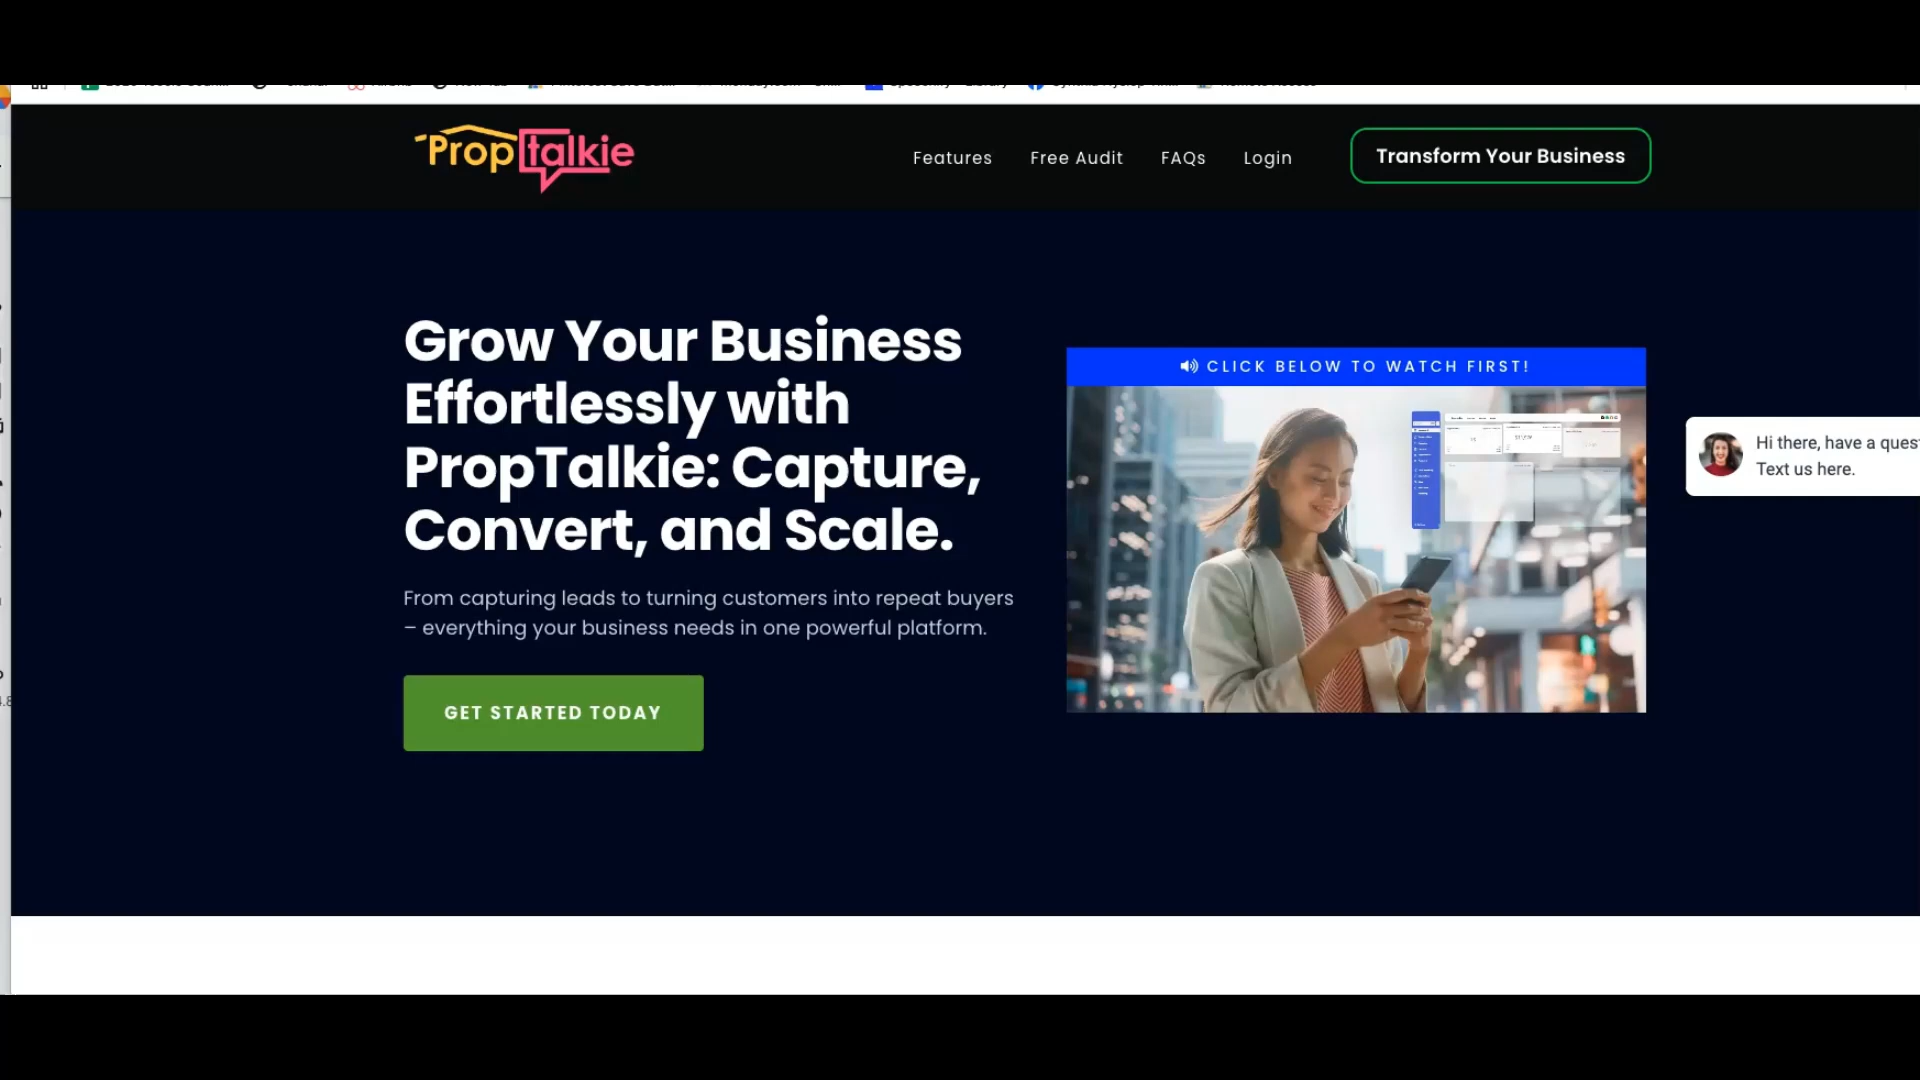 Prop talkie
Features
Free Audit
FAQs
Login
Transform Your Business
Grow Your Business
Effortlessly with
PropTalkie: Capture,
Convert, and Scale.
From capturing leads to turning customers into repeat buyers
– everything your business needs in one powerful platform.
GET STARTED TODAY
CLICK BELOW TO WATCH FIRST!
Hi there, have a ques
Text us here.